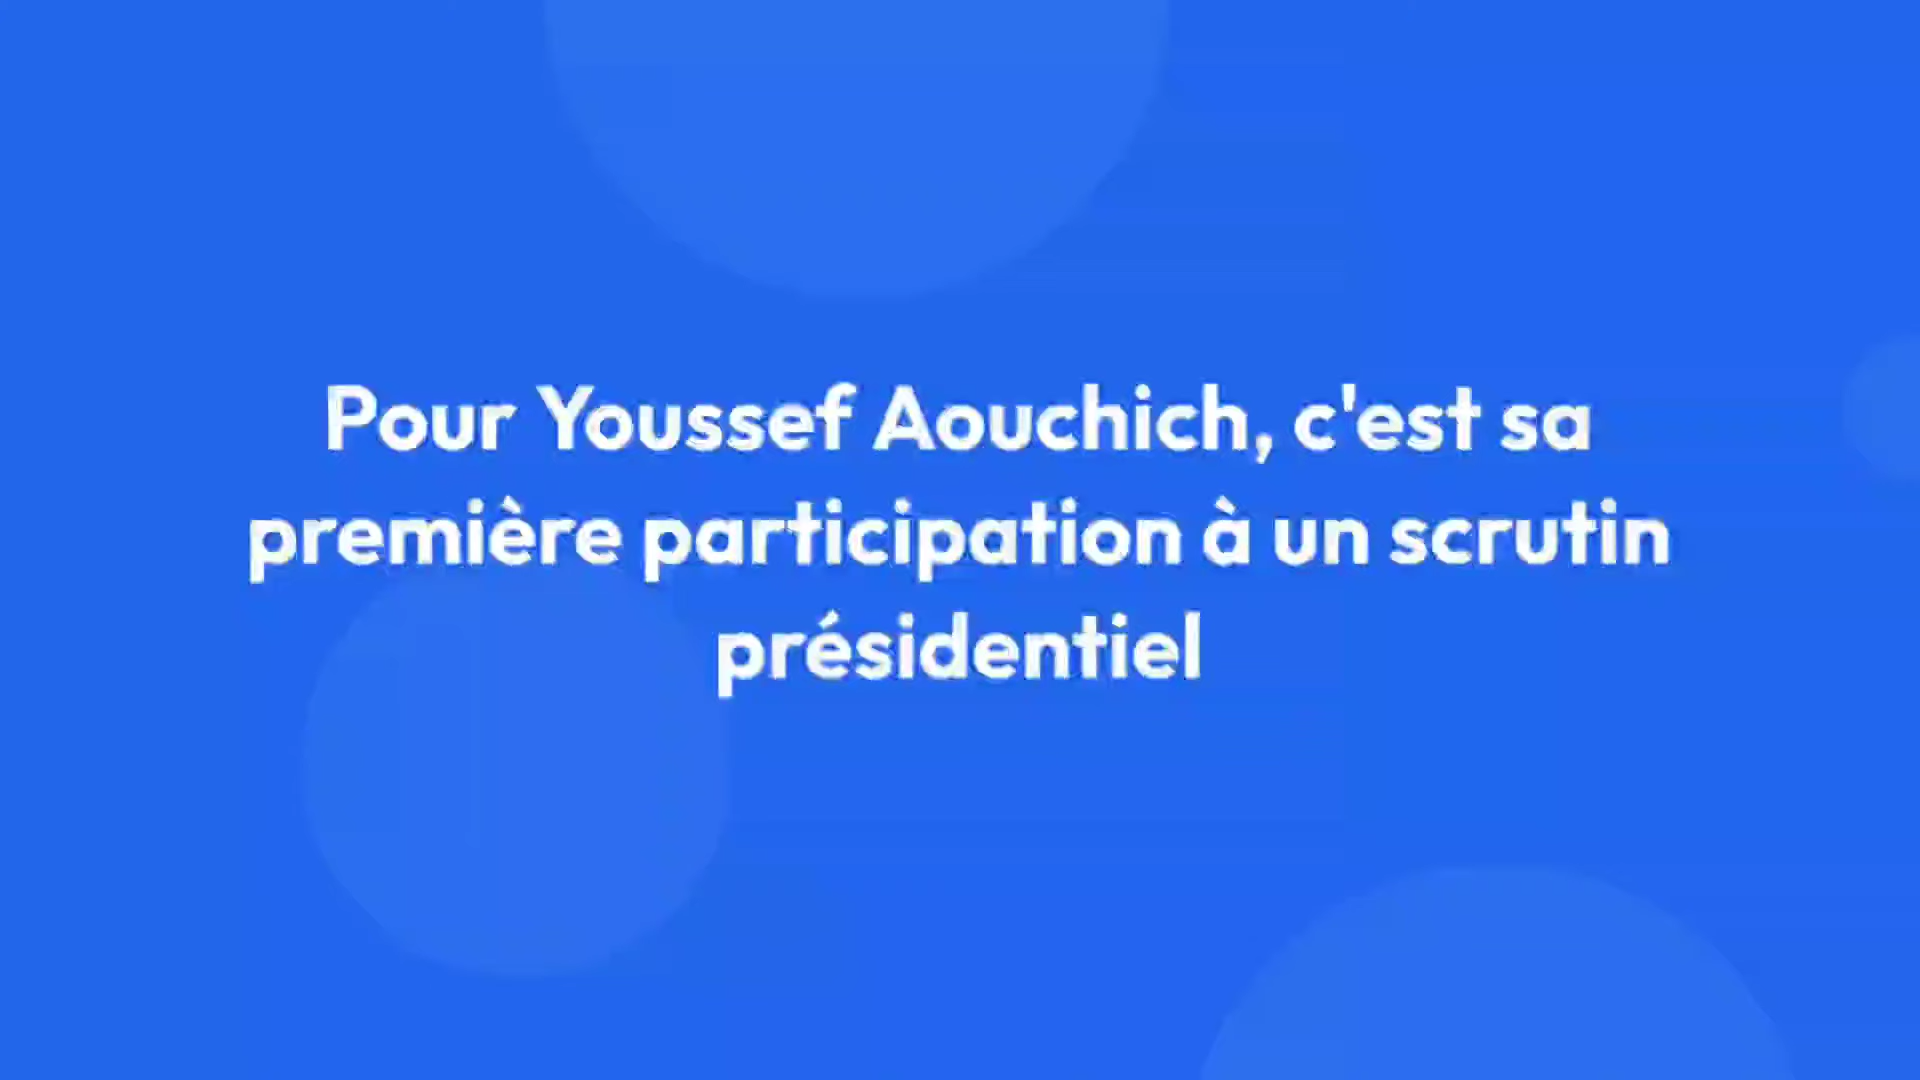 Pour Youssef Aouchich, c'est sa
première participation à un scrutin
présidentiel